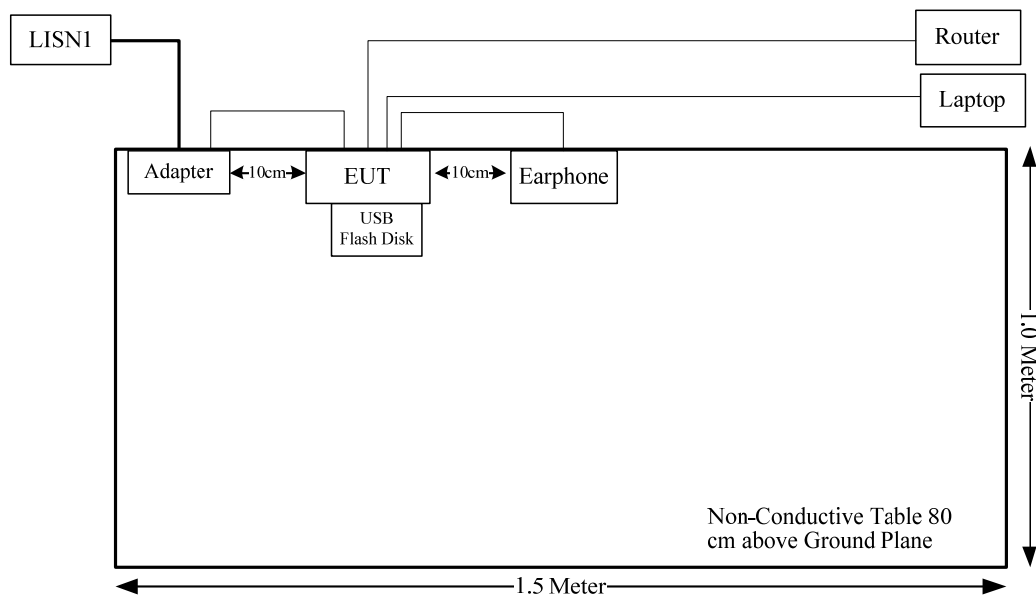 LISN1
Router
Laptop
Adapter
10cm
EUT
10cm
Earphone
USB
Flash Disk
1.0 Meter
Non-Conductive Table 80
cm above Ground Plane
1.5 Meter